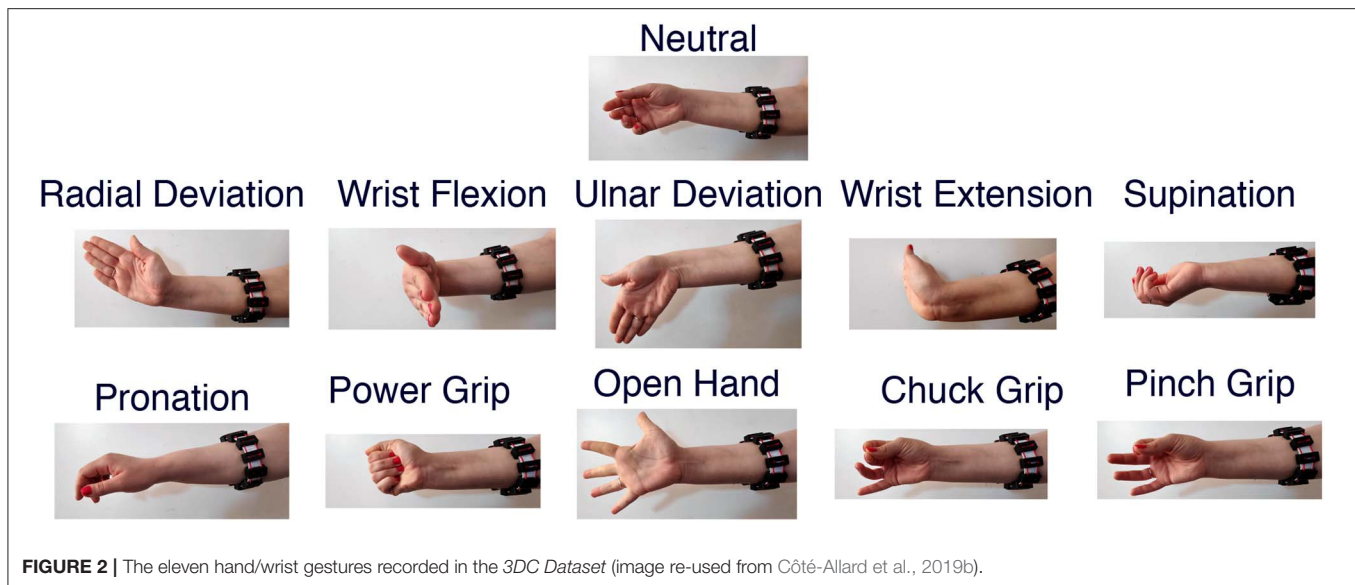 Neutral
Radial Deviation Wrist Flexion Ulnar Deviation Wrist Extension Supination
Pronation Power Grip Open Hand Chuck Grip Pinch Grip
FIGURE 2 | The eleven hand/wrist gestures recorded in the 3DC Dataset (image re-used from Côté-Allard et al., 2019b).